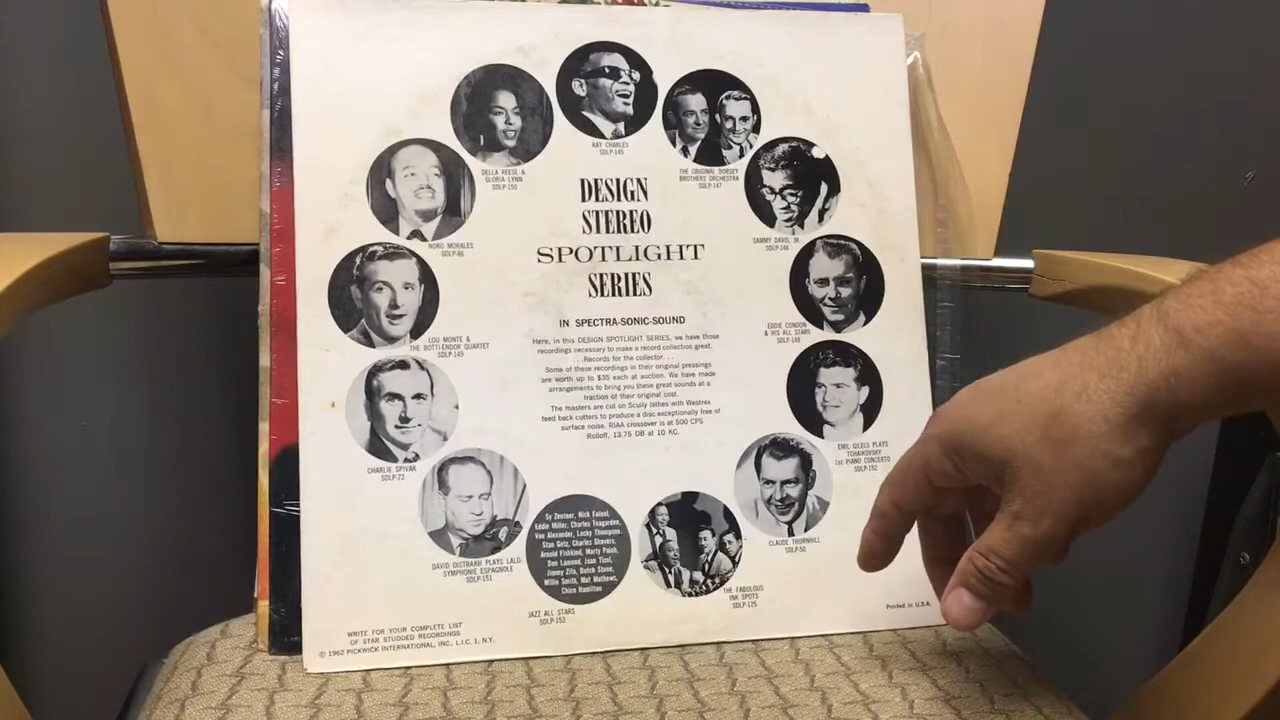 RAY CHARLES
SDLP-145
DELLA REESE &
GLORIA LYNN
SDLP-150
THE ORIGINAL DORSEY
BROTHERS ORCHESTRA
SDLP-147
NORO MORALES
SDLP-86
SAMMY DAVIS, JR.
SDLP-146
DESIGN
STEREO
SPOTLIGHT
SERIES
IN SPECTRA-SONIC-SOUND
Here, in this DESIGN SPOTLIGHT SERIES, we have those
recordings necessary to make a record collection great.
. . .Records for the collector. . .
Some of these recordings in their original pressings
are worth up to $35 each at auction. We have made
arrangements to bring you these great sounds at a
fraction of their original cost.
The masters are cut on Scully lathes with Westrex
feed back cutters to produce a disc exceptionally free of
surface noise. RIAA crossover is at 500 CPS
Rolloff, 13.75 DB at 10 KC.
LOU MONTE &
THE BOTTI-ENDOR QUARTET
SDLP-149
EDDIE CONDON
& HIS ALL STARS
SDLP-148
CHARLIE SPIVAK
SDLP-72
EMIL GILELS PLAYS
TCHAIKOVSKY
1st PIANO CONCERTO
SDLP-152
DAVID OISTRAKH PLAYS LALO:
SYMPHONIE ESPAGNOLE
SDLP-151
Sy Zentner, Nick Fatool,
Eddie Miller, Charles Teagarden,
Van Alexander, Lucky Thompson,
Stan Getz, Charles Shavers,
Arnold Fishkind, Marty Paich,
Don Lamond, Juan Tizol,
Jimmy Zito, Butch Stone,
Willie Smith, Mat Mathews,
Chico Hamilton
JAZZ ALL STARS
SDLP-153
THE FABULOUS
INK SPOTS
SDLP-125
CLAUDE THORNHILL
SDLP-50
WRITE FOR YOUR COMPLETE LIST
OF STAR STUDDED RECORDINGS
© 1962 PICKWICK INTERNATIONAL, INC., L.I.C. 1, N.Y.
Printed in U.S.A.